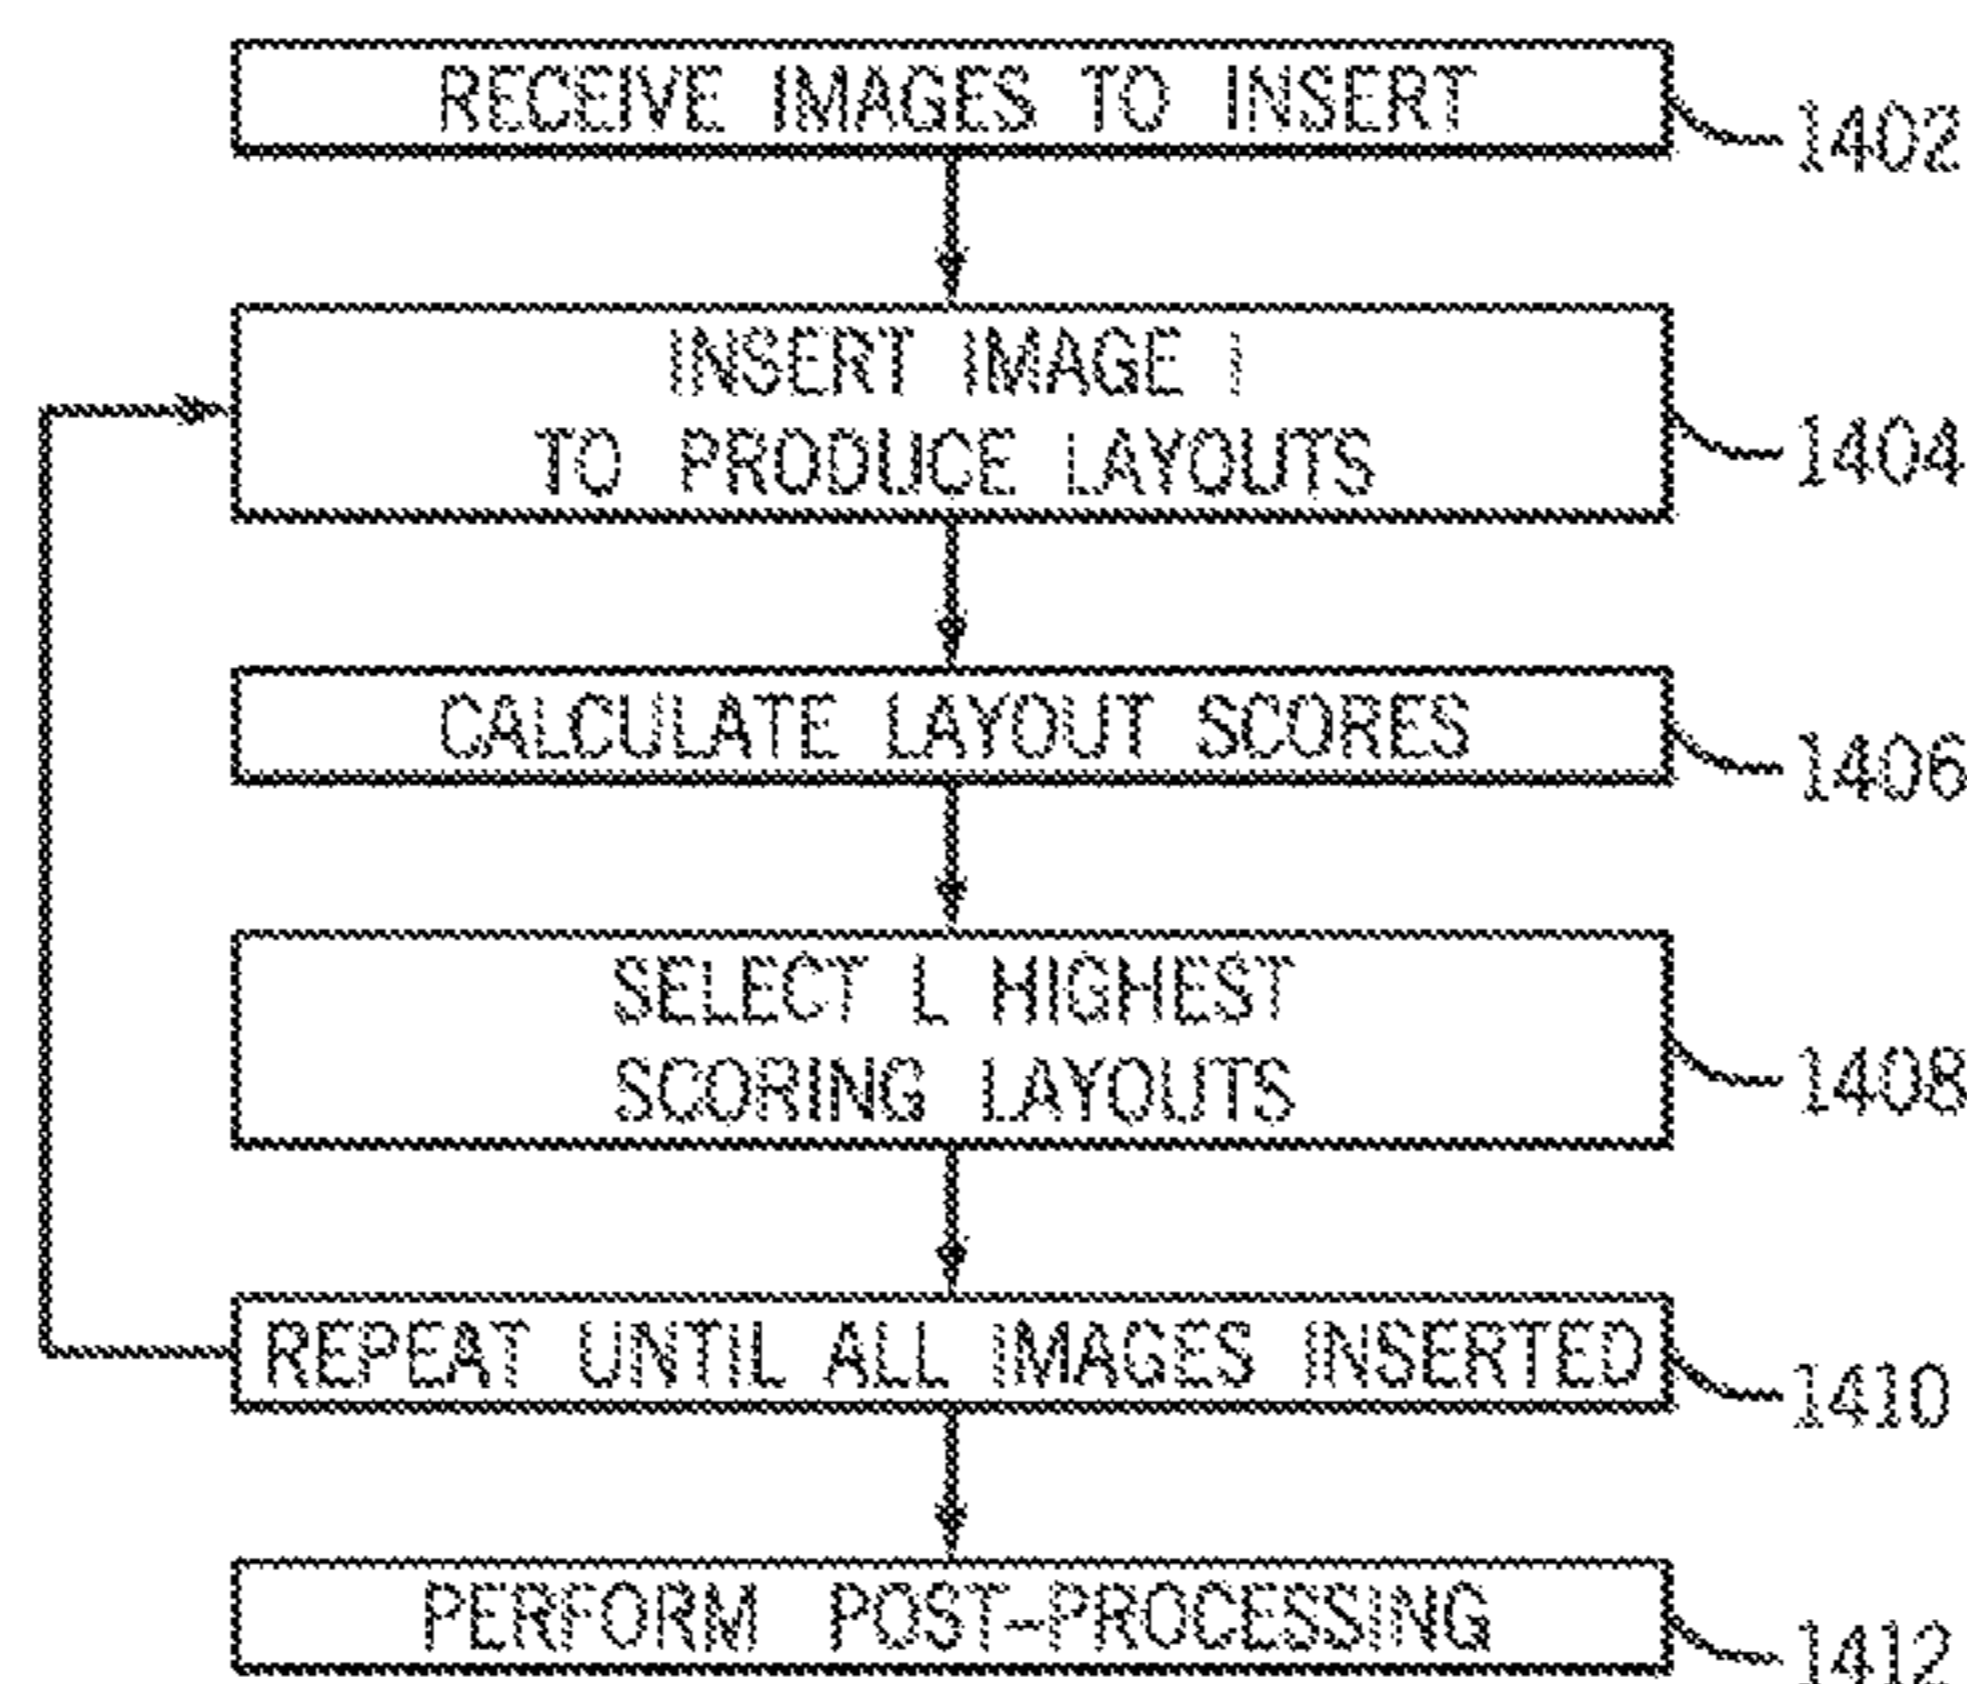 RECEIVE IMAGES TO INSERT
1402
INSERT IMAGE I
TO PRODUCE LAYOUTS
1404
CALCULATE LAYOUT SCORES
1406
SELECT L HIGHEST
SCORING LAYOUTS
1408
REPEAT UNTIL ALL IMAGES INSERTED
1410
PERFORM POST-PROCESSING
1412